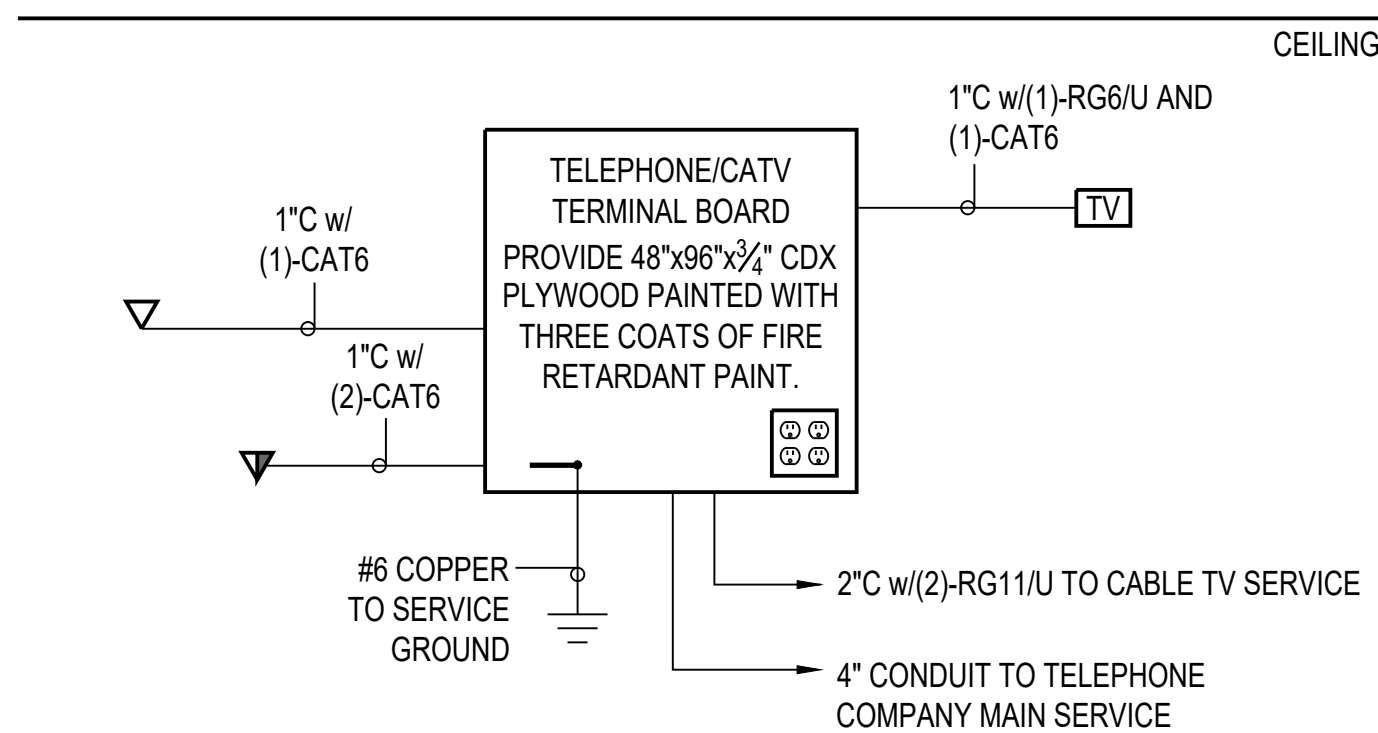 CEILING
1"C w/(1)-RG6/U AND
(1)-CAT6
TELEPHONE/CATV
TERMINAL BOARD
PROVIDE 48"x96"x¾" CDX
PLYWOOD PAINTED WITH
THREE COATS OF FIRE
RETARDANT PAINT.
TV
1"C w/
(1)-CAT6
1"C w/
(2)-CAT6
#6 COPPER
TO SERVICE
GROUND
2"C w/(2)-RG11/U TO CABLE TV SERVICE
4" CONDUIT TO TELEPHONE
COMPANY MAIN SERVICE